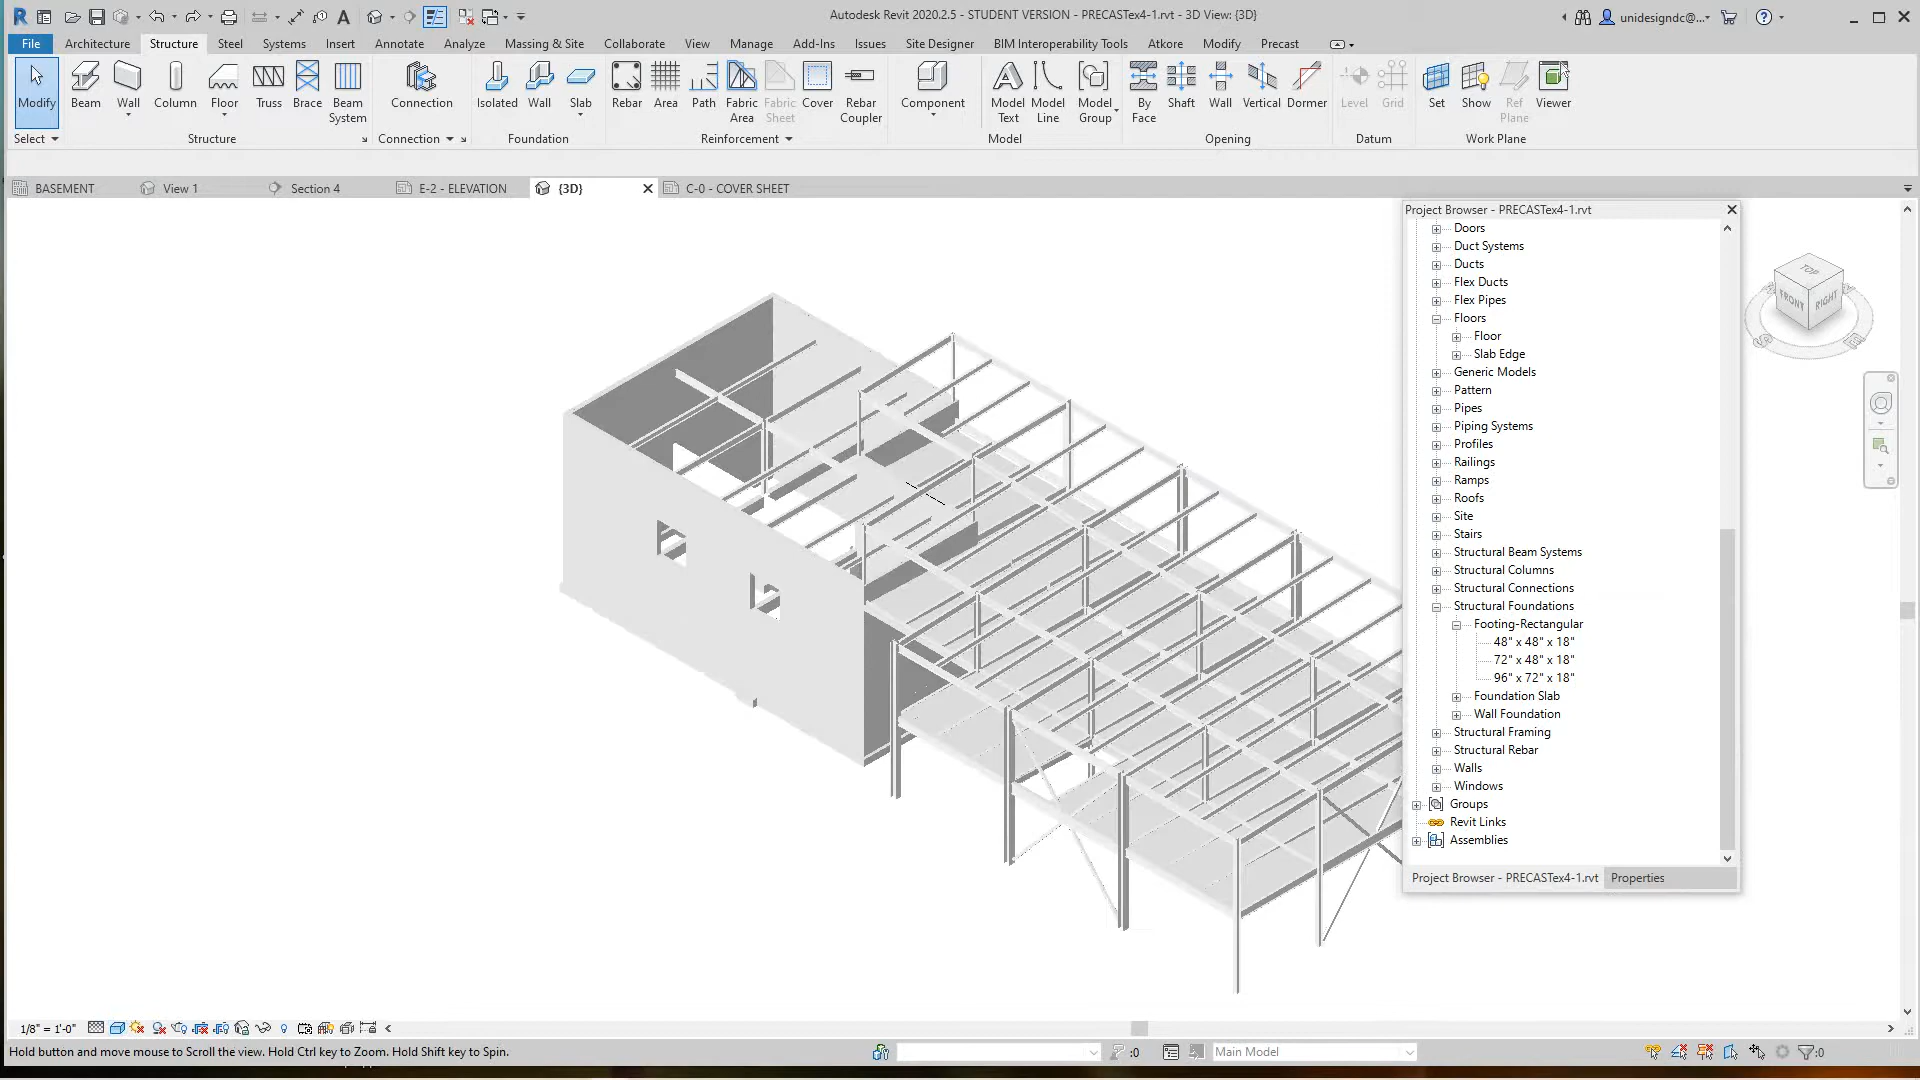 Autodesk Revit 2020.2.5 - STUDENT VERSION - PRECASTex4-1.rvt - 3D View: {3D}
unidesigndc@...
File Architecture Structure Steel Systems Insert Annotate Analyze Massing & Site Collaborate View Manage Add-Ins Issues Site Designer BIM Interoperability Tools Atkore Modify Precast
Modify Beam Wall Column Floor Truss Brace Beam System Connection Isolated Wall Slab Rebar Area Path Fabric Area Fabric Sheet Cover Rebar Coupler Component Model Text Model Line Model Group By Face Shaft Wall Vertical Dormer Level Grid Set Show Ref Plane Viewer
Select Structure Connection Foundation Reinforcement Model Opening Datum Work Plane
BASEMENT View 1 Section 4 E-2 - ELEVATION {3D} C-0 - COVER SHEET
Project Browser - PRECASTex4-1.rvt
Doors
Duct Systems
Ducts
Flex Ducts
Flex Pipes
Floors
Floor
Slab Edge
Generic Models
Pattern
Pipes
Piping Systems
Profiles
Railings
Ramps
Roofs
Site
Stairs
Structural Beam Systems
Structural Columns
Structural Connections
Structural Foundations
Footing-Rectangular
48" x 48" x 18"
72" x 48" x 18"
96" x 72" x 18"
Foundation Slab
Wall Foundation
Structural Framing
Structural Rebar
Walls
Windows
Groups
Revit Links
Assemblies
Project Browser - PRECASTex4-1.rvt Properties
TOP
FRONT RIGHT
1/8" = 1'-0"
Hold button and move mouse to Scroll the view. Hold Ctrl key to Zoom. Hold Shift key to Spin.
:0 Main Model :0